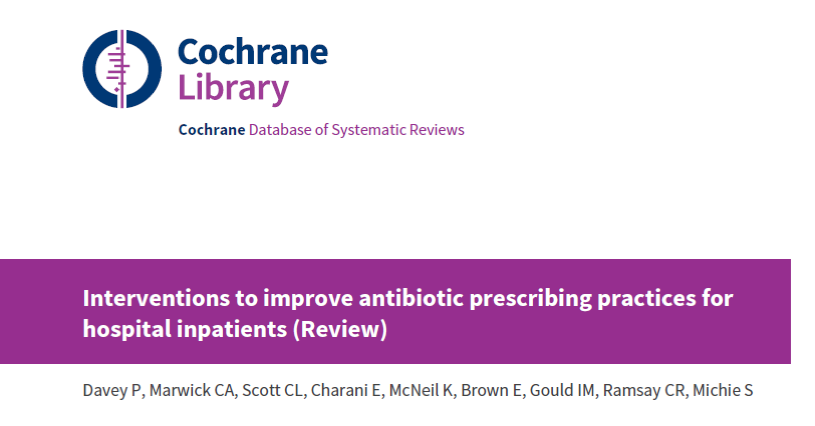 Cochrane
Library
Cochrane Database of Systematic Reviews
Interventions to improve antibiotic prescribing practices for
hospital inpatients (Review)
Davey P, Marwick CA, Scott CL, Charani E, McNeil K, Brown E, Gould IM, Ramsay CR, Michie S